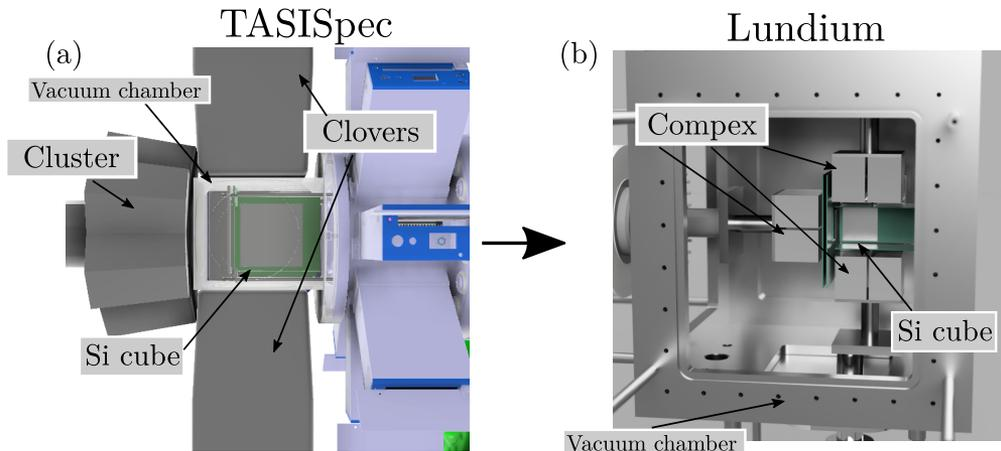 TASISpec
Lundium
(a)
(b)
Vacuum chamber
Clovers
Compex
Cluster
Si cube
Si cube
Vacuum chamber